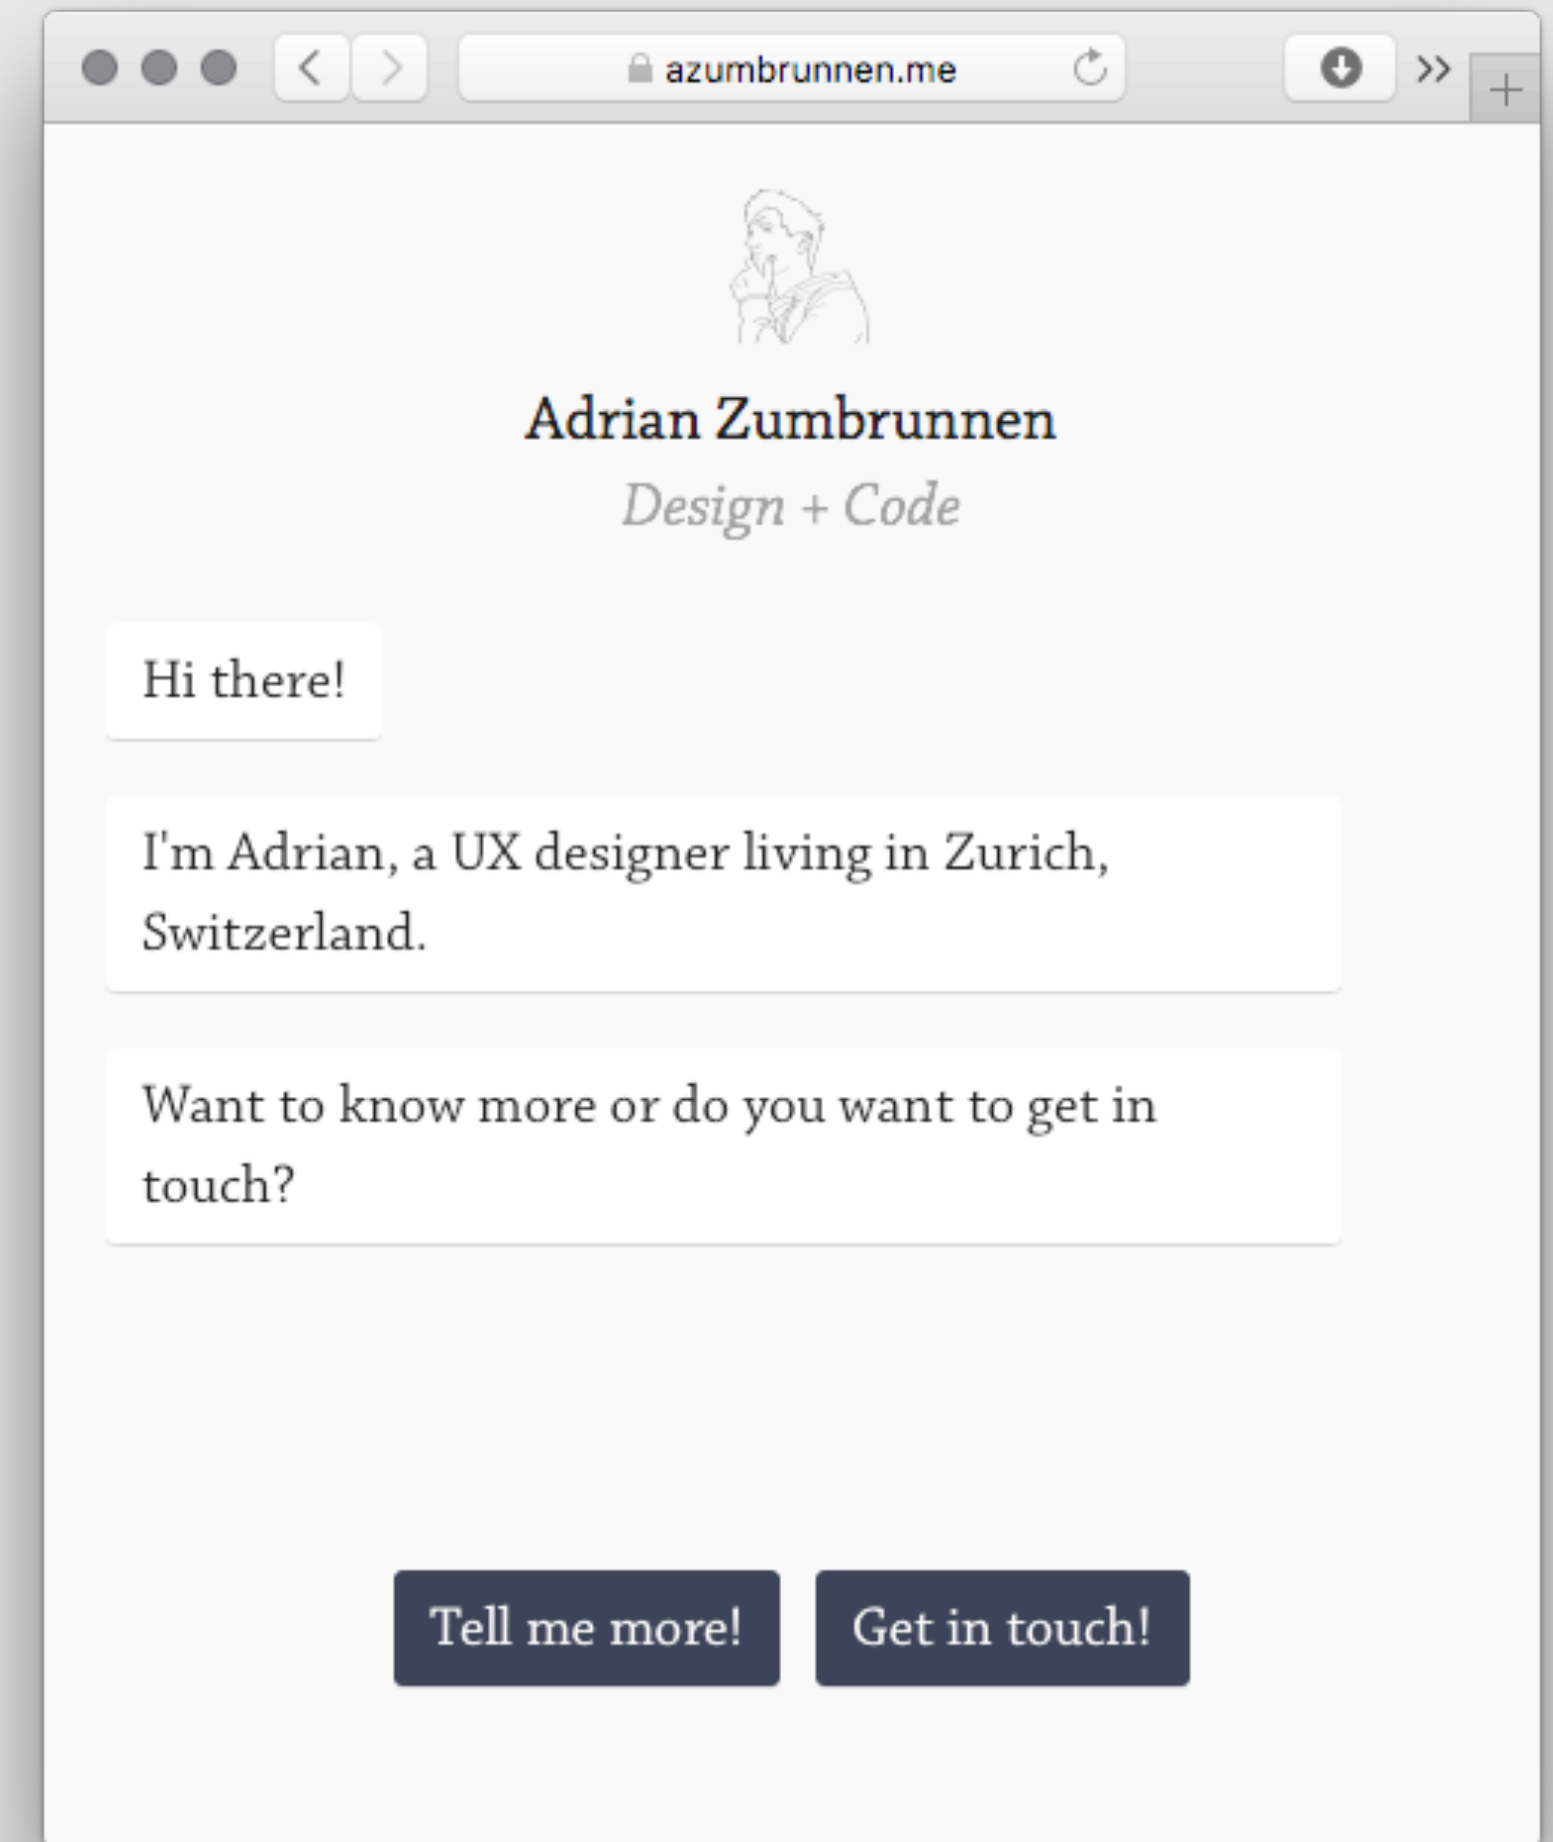 azumbrunnen.me
Adrian Zumbrunnen
Design + Code
Hi there!
I'm Adrian, a UX designer living in Zurich,
Switzerland.
Want to know more or do you want to get in
touch?
Tell me more!
Get in touch!